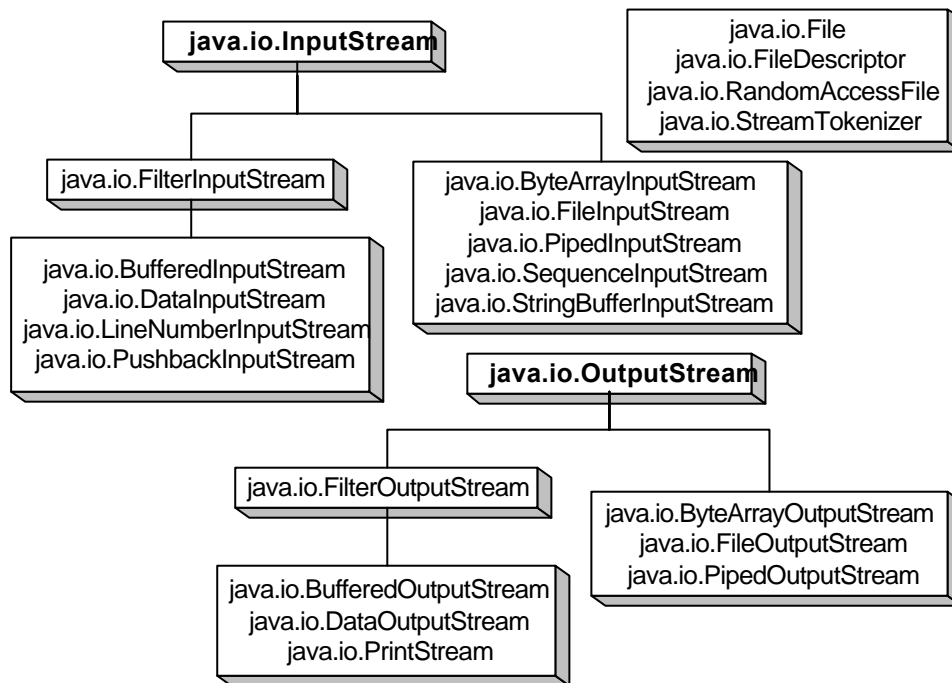 java.io.InputStream
java.io.File
java.io.FileDescriptor
java.io.RandomAccessFile
java.io.StreamTokenizer
java.io.FilterInputStream
java.io.ByteArrayInputStream
java.io.FileInputStream
java.io.PipedInputStream
java.io.SequenceInputStream
java.io.StringBufferInputStream
java.io.BufferedInputStream
java.io.DataInputStream
java.io.LineNumberInputStream
java.io.PushbackInputStream
java.io.OutputStream
java.io.FilterOutputStream
java.io.ByteArrayOutputStream
java.io.FileOutputStream
java.io.PipedOutputStream
java.io.BufferedOutputStream
java.io.DataOutputStream
java.io.PrintStream